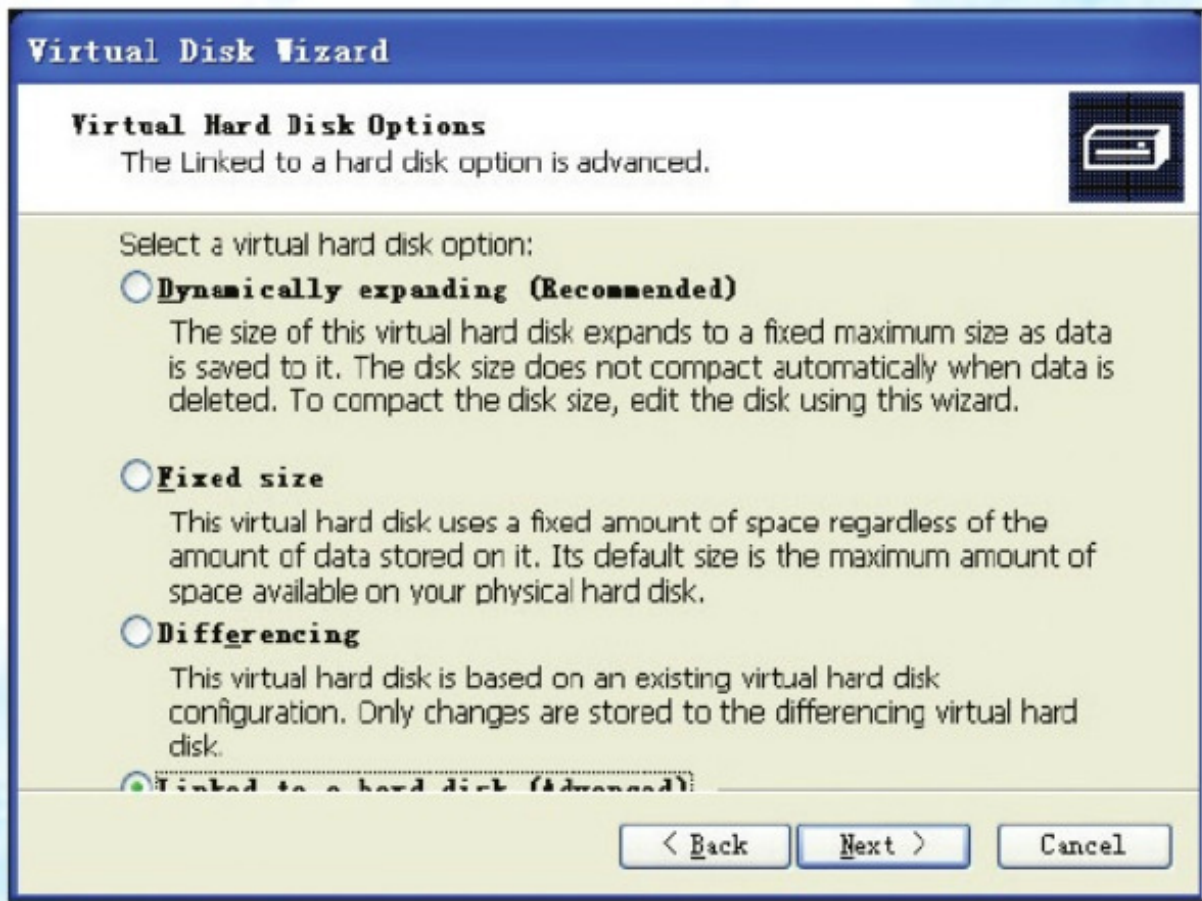 Virtual Disk Wizard
Virtual Hard Disk Options
The Linked to a hard disk option is advanced.
Select a virtual hard disk option:
Dynamically expanding (Recommended)
The size of this virtual hard disk expands to a fixed maximum size as data
is saved to it. The disk size does not compact automatically when data is
deleted. To compact the disk size, edit the disk using this wizard.
Fixed size
This virtual hard disk uses a fixed amount of space regardless of the
amount of data stored on it. Its default size is the maximum amount of
space available on your physical hard disk.
Differencing
This virtual hard disk is based on an existing virtual hard disk
configuration. Only changes are stored to the differencing virtual hard
disk.
Linked to a hard disk (Advanced)
< Back
Next >
Cancel